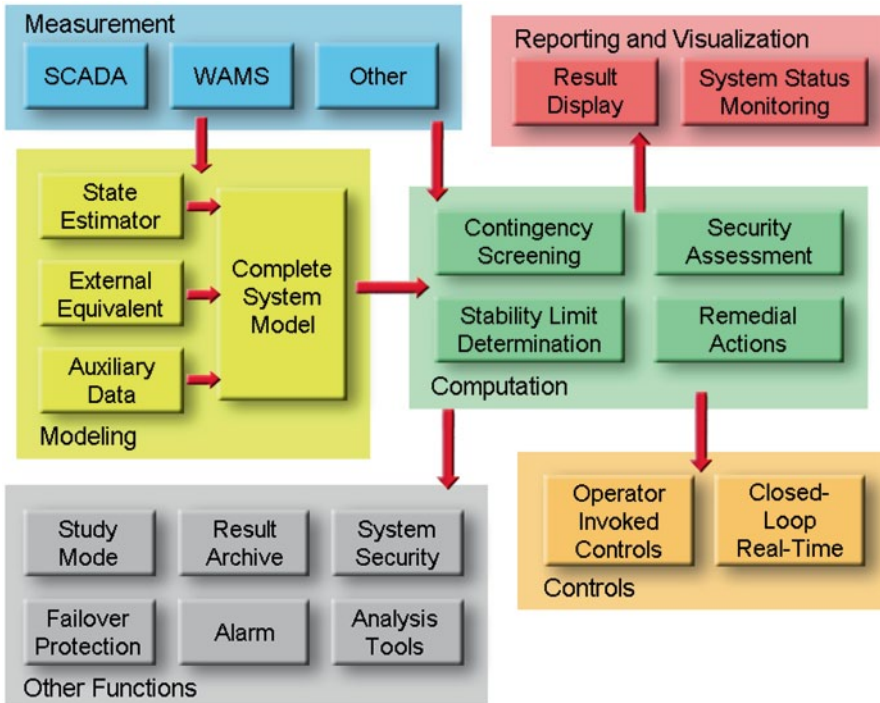 Measurement
SCADA
WAMS
Other
Reporting and Visualization
Result
Display
System Status
Monitoring
State
Estimator
External
Equivalent
Auxiliary
Data
Complete
System
Model
Modeling
Contingency
Screening
Security
Assessment
Stability Limit
Determination
Remedial
Actions
Computation
Study
Mode
Result
Archive
System
Security
Failover
Protection
Alarm
Analysis
Tools
Other Functions
Operator
Invoked
Controls
Closed-
Loop
Real-Time
Controls